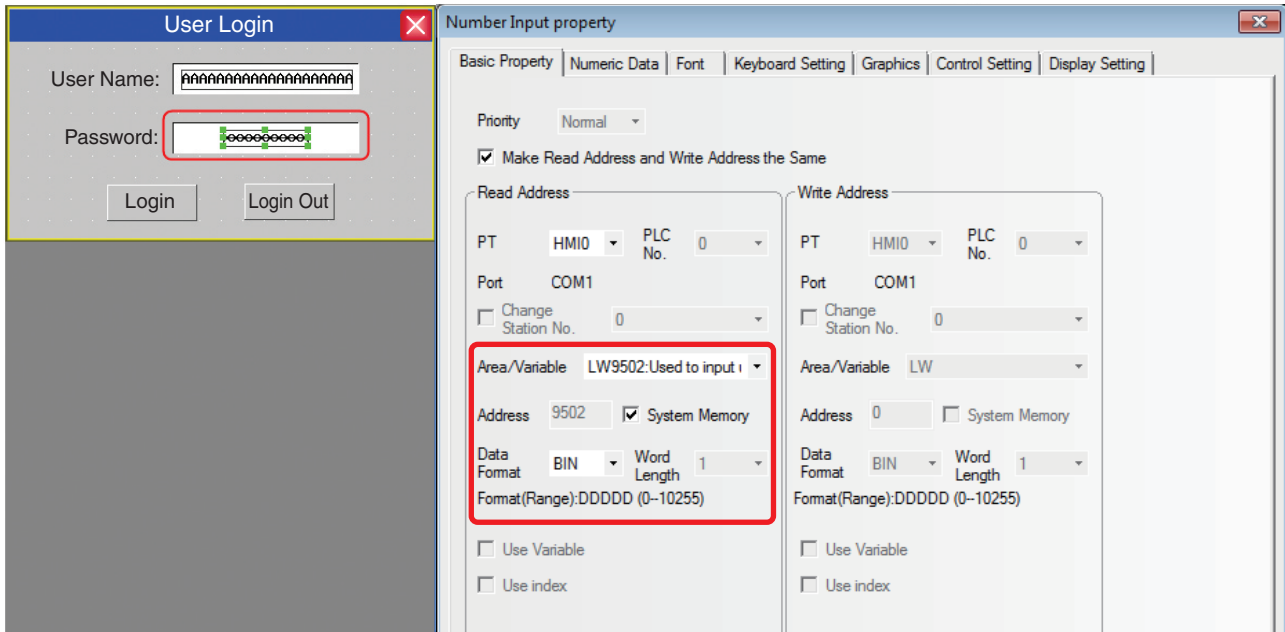 User Login
User Name: AAAAAAAAAAAAAAAAAAAA
Password:
Login
Login Out
Number Input property
Basic Property
Numeric Data
Font
Keyboard Setting
Graphics
Control Setting
Display Setting
Priority Normal
Make Read Address and Write Address the Same
Read Address
PT HMI0 PLC No. 0
Port COM1
Change Station No. 0
Area/Variable LW9502:Used to input
Address 9502 System Memory
Data Format BIN Word Length 1
Format(Range):DDDDD (0--10255)
Use Variable
Use index
Write Address
PT HMI0 PLC No. 0
Port COM1
Change Station No. 0
Area/Variable LW
Address 0 System Memory
Data Format BIN Word Length 1
Format(Range):DDDDD (0--10255)
Use Variable
Use index